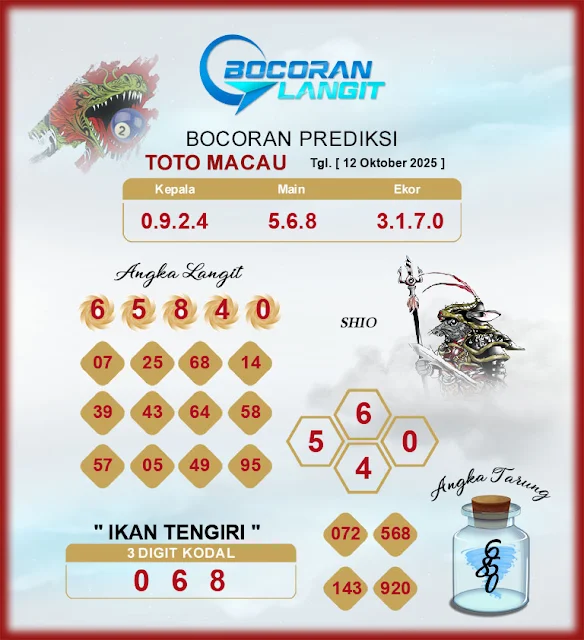 BOCORAN
LANGIT
2
BOCORAN PREDIKSI
TOTO MACAU Tgl. [ 12 Oktober 2025 ]
Kepala Main Ekor
0.9.2.4 5.6.8 3.1.7.0
Angka Langit
6 5 8 4 0
SHIO
07 25 68 14
39 43 64 58
57 05 49 95
6
5 0
4
Angka Tarung
" IKAN TENGIRI "
3 DIGIT KODAL
0 6 8
072 568
143 920